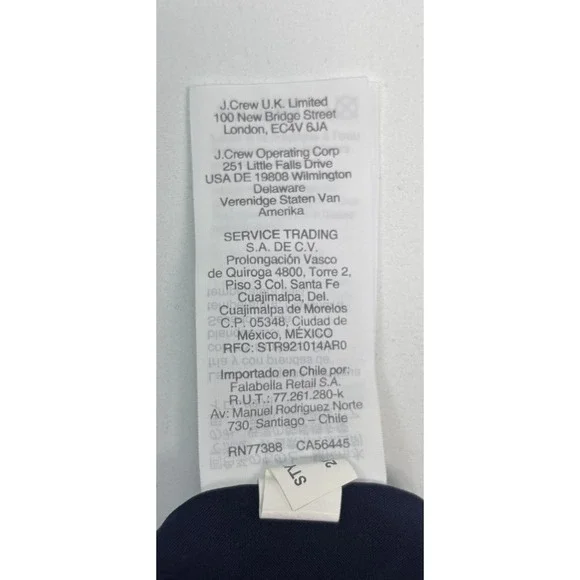 J.Crew U.K. Limited
100 New Bridge Street
London, EC4V 6JA
J.Crew Operating Corp
251 Little Falls Drive
USA DE 19808 Wilmington
Delaware
Verenidge Staten Van
Amerika
SERVICE TRADING
S.A. DE C.V.
Prolongación Vasco
de Quiroga 4800, Torre 2,
Piso 3 Col. Santa Fe
Cuajimalpa, Del.
Cuajimalpa de Morelos
C.P. 05348, Ciudad de
México, MÉXICO
RFC: STR921014AR0
Importado en Chile por:
Falabella Retail S.A.
R.U.T.: 77.261.280-k
Av: Manuel Rodriguez Norte
730, Santiago – Chile
RN77388 CA56445
STY